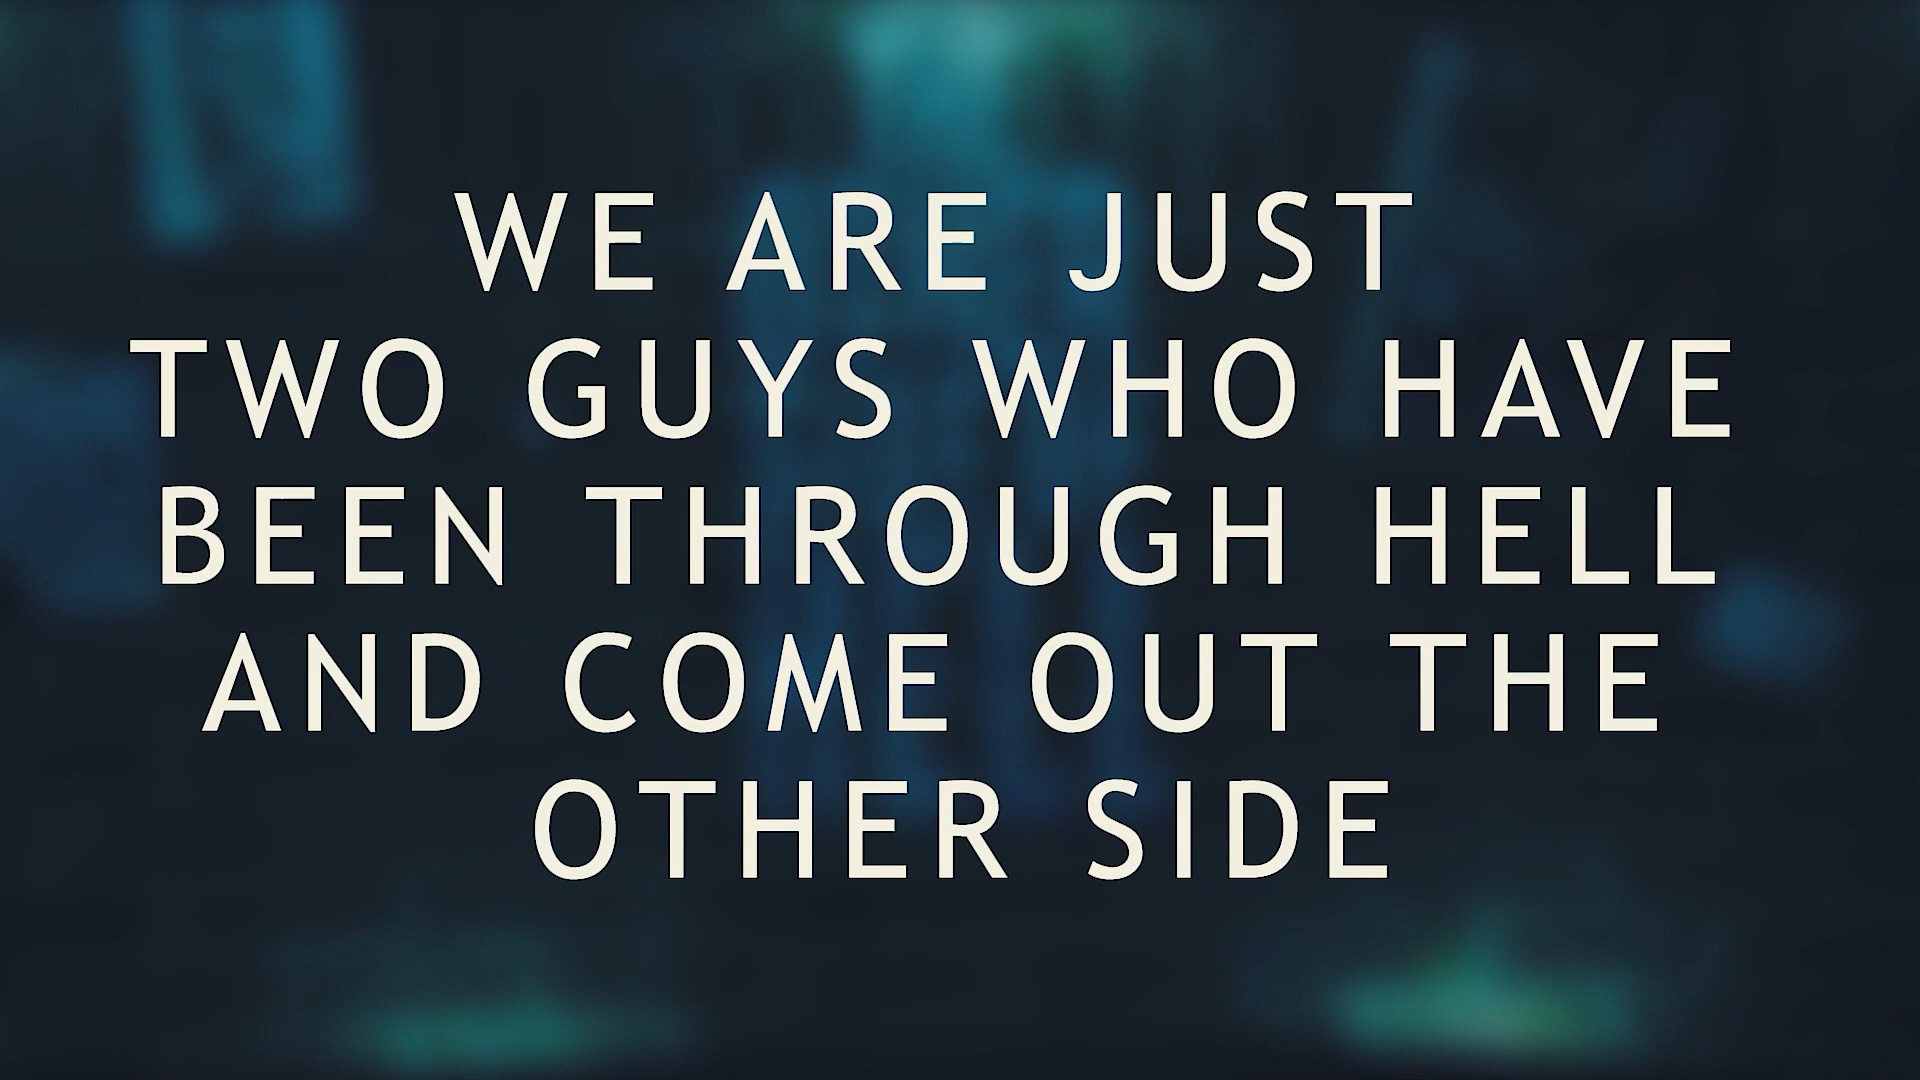 WE ARE JUST
TWO GUYS WHO HAVE
BEEN THROUGH HELL
AND COME OUT THE
OTHER SIDE